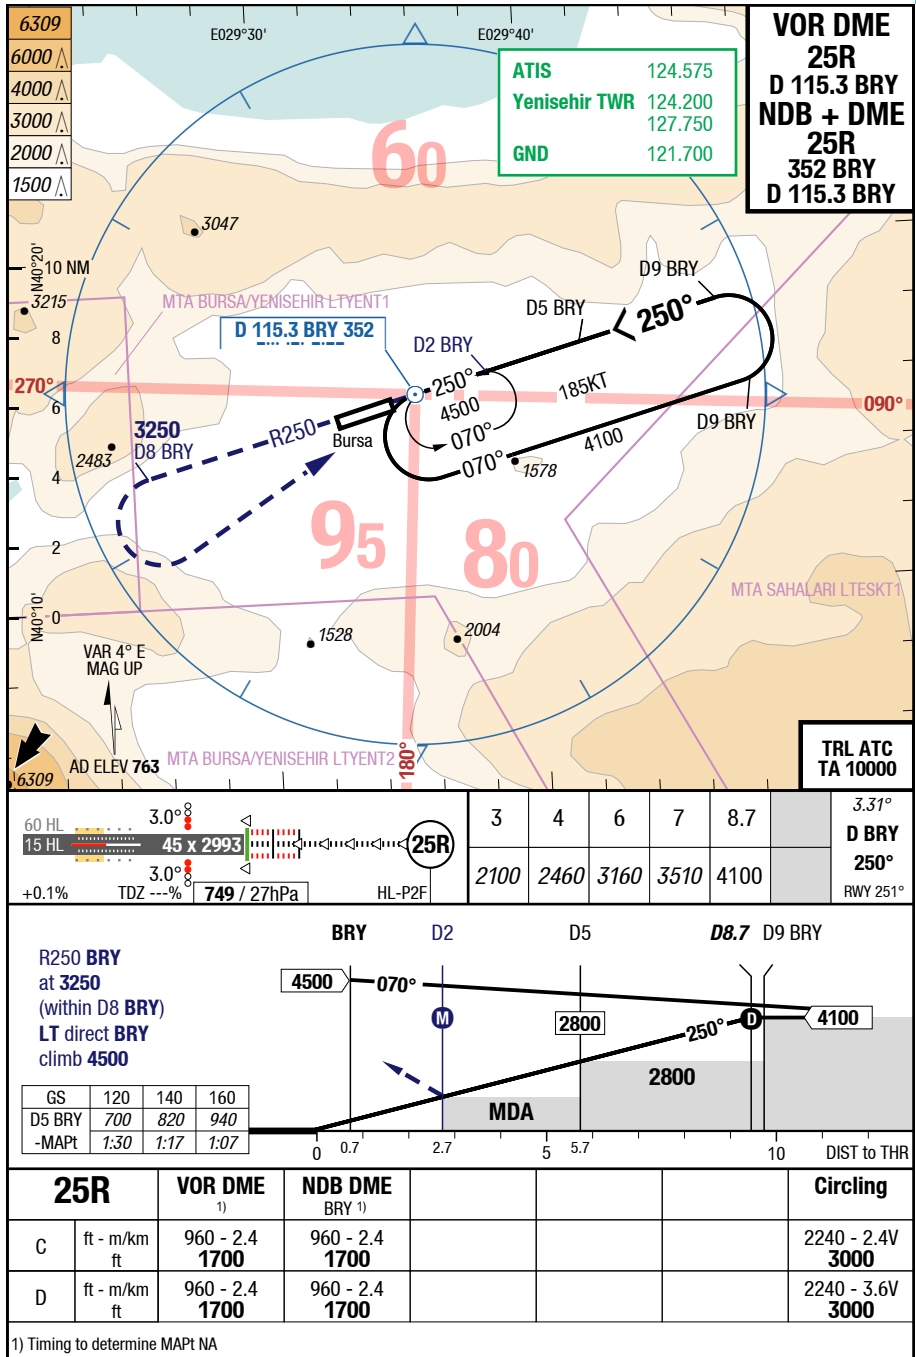 6309
6000
4000
3000
2000
1500
E029°30'
E029°40'
ATIS 124.575
Yenisehir TWR 124.200
127.750
GND 121.700
VOR DME
25R
D 115.3 BRY
NDB + DME
25R
352 BRY
D 115.3 BRY
60
3047
N40°20'
10 NM
D9 BRY
3215
MTA BURSA/YENISEHIR LTYENT1
D5 BRY
250°
D 115.3 BRY 352
8
D2 BRY
270°
250°
185KT
090°
6
4500
3250
R250
Bursa
070°
D9 BRY
D8 BRY
2483
4100
070°
1578
4
95
80
2
MTA SAHALARI LTESKT1
N40°10'
0
1528
2004
VAR 4° E
MAG UP
AD ELEV 763
MTA BURSA/YENISEHIR LTYENT2
180°
6309
TRL ATC
TA 10000
60 HL
15 HL
3.0°
45 x 2993
25R
3.0°
+0.1%
TDZ ---%
749 / 27hPa
HL-P2F
3 4 6 7 8.7
2100 2460 3160 3510 4100
3.31°
D BRY
250°
RWY 251°
BRY D2 D5 D8.7 D9 BRY
R250 BRY
at 3250
(within D8 BRY)
LT direct BRY
climb 4500
4500
070°
M
2800
250°
D
4100
2800
MDA
GS 120 140 160
D5 BRY 700 820 940
-MAPt 1:30 1:17 1:07
0 0.7 2.7 5 5.7 10 DIST to THR
25R VOR DME NDB DME Circling
1) BRY 1)
C ft - m/km 960 - 2.4 960 - 2.4 2240 - 2.4V
ft 1700 1700 3000
D ft - m/km 960 - 2.4 960 - 2.4 2240 - 3.6V
ft 1700 1700 3000
1) Timing to determine MAPt NA